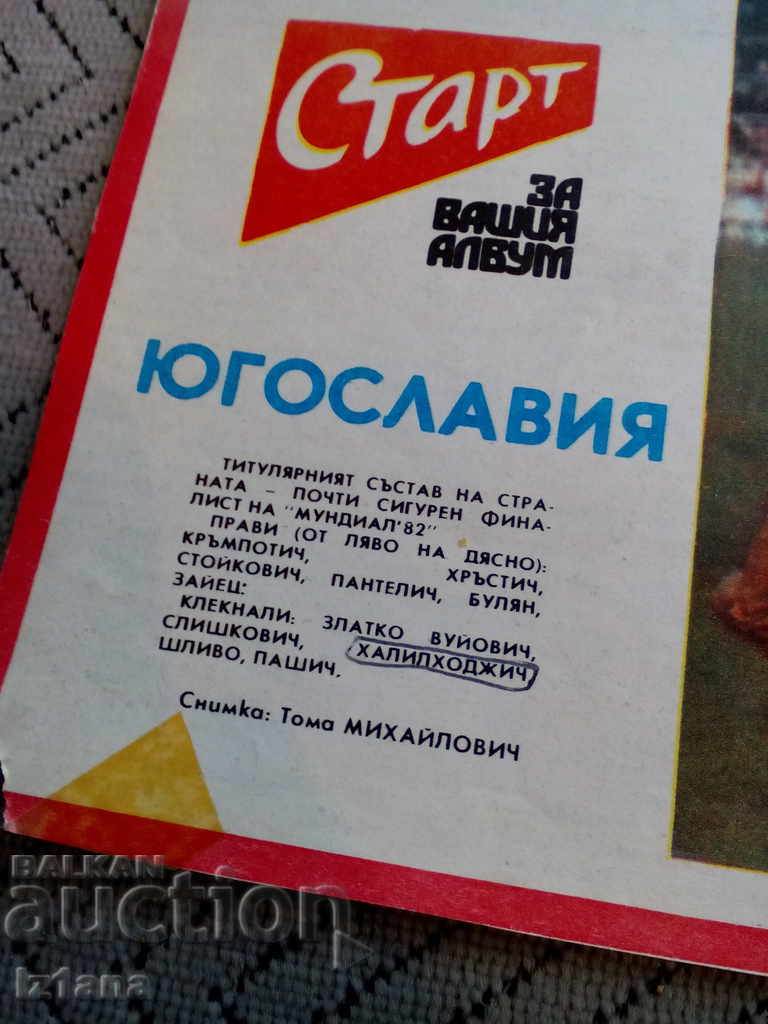 Старт
ЗА
ВАШИЯ
АЛБУМ
ЮГОСЛАВИЯ
ТИТУЛЯРНИЯТ СЪСТАВ НА СТРА-
НАТА – ПОЧТИ СИГУРЕН ФИНА-
ЛИСТ НА "МУНДИАЛ'82"
ПРАВИ (ОТ ЛЯВО НА ДЯСНО):
КРЪМПОТИЧ, ХРЪСТИЧ,
СТОЙКОВИЧ, ПАНТЕЛИЧ, БУЛЯН,
ЗАЙЕЦ:
КЛЕКНАЛИ: ЗЛАТКО ВУЙОВИЧ,
СЛИШКОВИЧ, ХАЛИЛХОДЖИЧ,
ШЛИВО, ПАШИЧ.
Снимка: Тома МИХАЙЛОВИЧ
BALKAN
auction
iz1ana